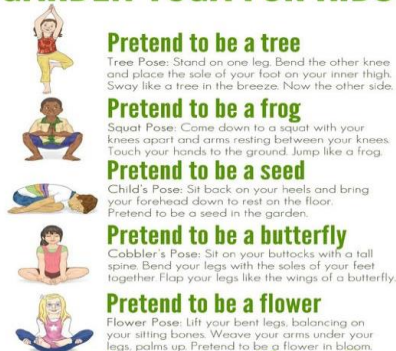 GARDEN YOGA FOR KIDS
Pretend to be a tree
Tree Pose: Stand on one leg. Bend the other knee
and place the sole of your foot on your inner thigh.
Sway like a tree in the breeze. Now the other side.
Pretend to be a frog
Squat Pose: Come down to a squat with your
knees apart and arms resting between your knees.
Touch your hands to the ground. Jump like a frog.
Pretend to be a seed
Child's Pose: Sit back on your heels and bring
your forehead down to rest on the floor.
Pretend to be a seed in the garden.
Pretend to be a butterfly
Cobbler's Pose: Sit on your buttocks with a tall
spine. Bend your legs with the soles of your feet
together. Flap your legs like the wings of a butterfly.
Pretend to be a flower
Flower Pose: Lift your bent legs, balancing on
your sitting bones. Weave your arms under your
legs, palms up. Pretend to be a flower in bloom.